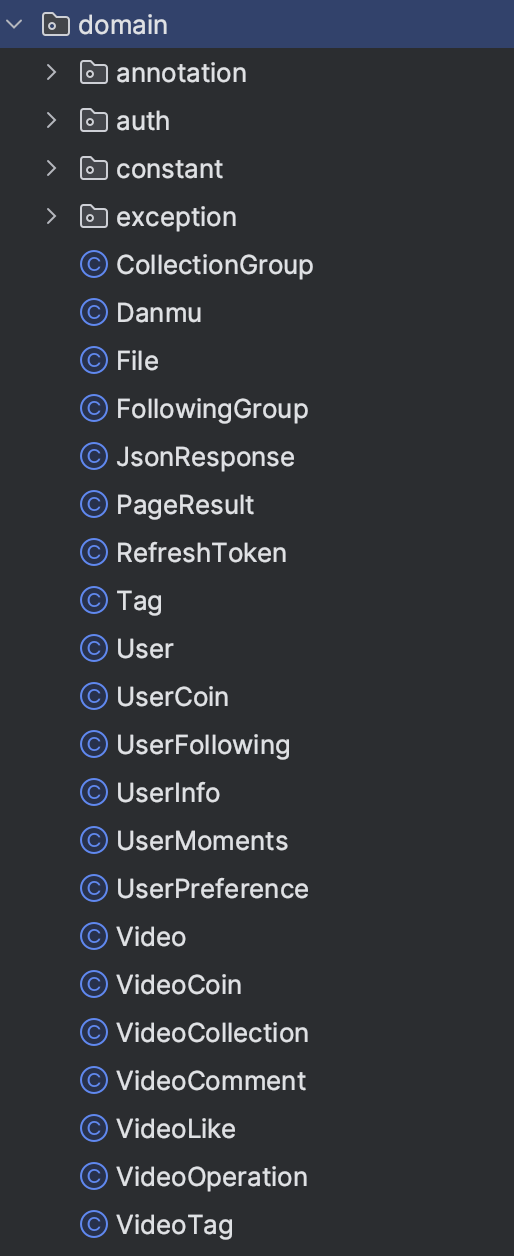 domain
annotation
auth
constant
exception
CollectionGroup
Danmu
File
FollowingGroup
JsonResponse
PageResult
RefreshToken
Tag
User
UserCoin
UserFollowing
UserInfo
UserMoments
UserPreference
Video
VideoCoin
VideoCollection
VideoComment
VideoLike
VideoOperation
VideoTag